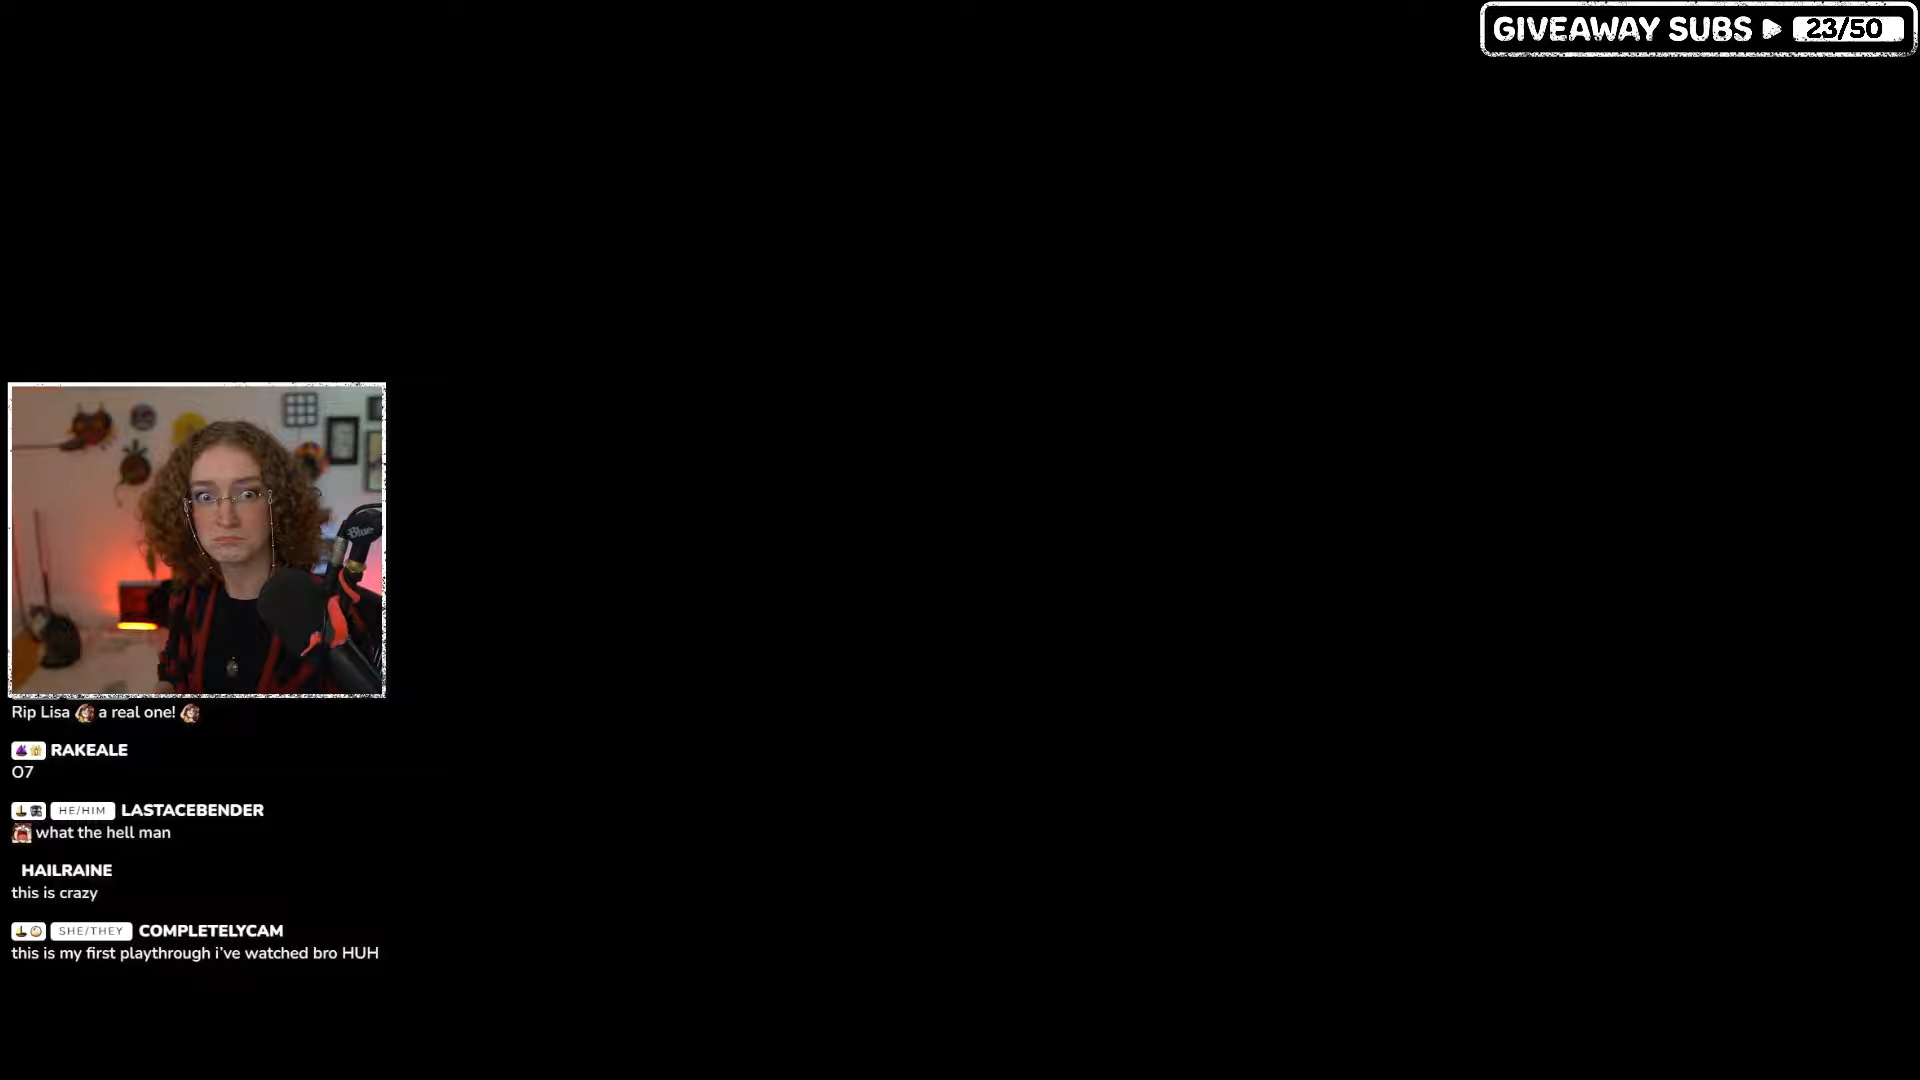 GIVEAWAY SUBS 23/50
Blue
Rip Lisa a real one!
RAKEALE
O7
HE/HIM LASTACEBENDER
what the hell man
HAILRAINE
this is crazy
SHE/THEY COMPLETELYCAM
this is my first playthrough i've watched bro HUH